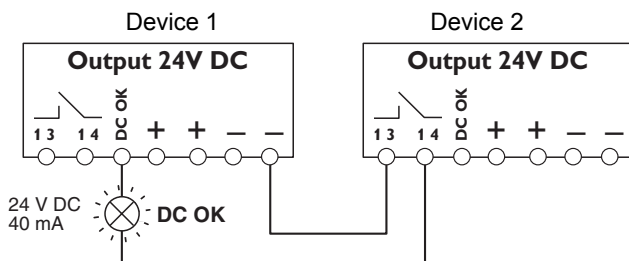 Device 1 Device 2
Output 24V DC Output 24V DC
13 14 DC OK + + – – 13 14 DC OK + + – –
24 V DC
40 mA
DC OK